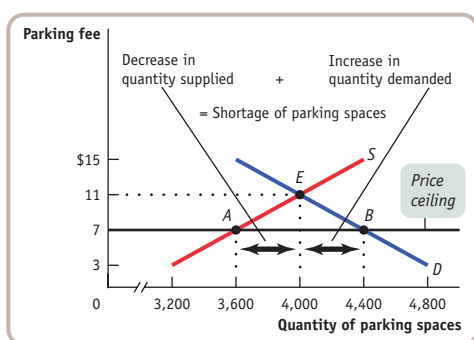 Parking fee
Decrease in
quantity supplied
+
Increase in
quantity demanded
= Shortage of parking spaces
$15
S
E
11
Price
ceiling
A
B
7
3
D
0
3,200
3,600
4,000
4,400
4,800
Quantity of parking spaces